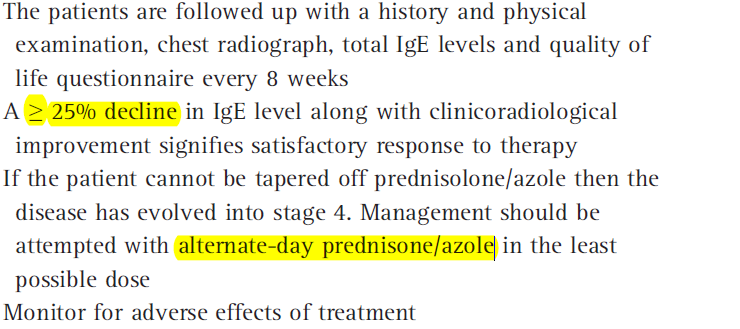 The patients are followed up with a history and physical
examination, chest radiograph, total IgE levels and quality of
life questionnaire every 8 weeks
A ≥ 25% decline in IgE level along with clinicoradiological
improvement signifies satisfactory response to therapy
If the patient cannot be tapered off prednisolone/azole then the
disease has evolved into stage 4. Management should be
attempted with alternate-day prednisone/azole in the least
possible dose
Monitor for adverse effects of treatment